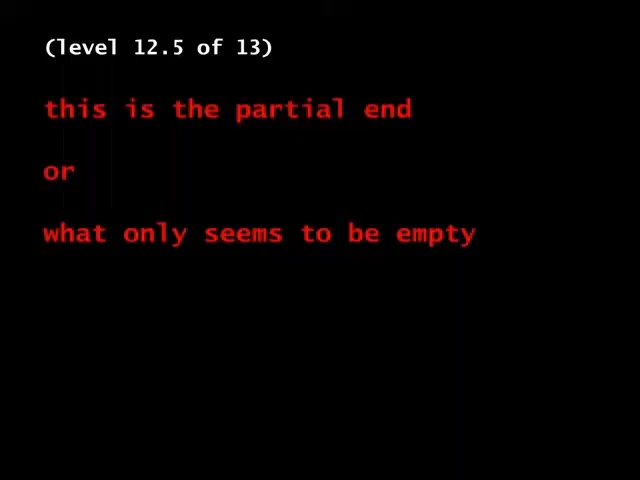 (level 12.5 of 13)
this is the partial end
or
what only seems to be empty